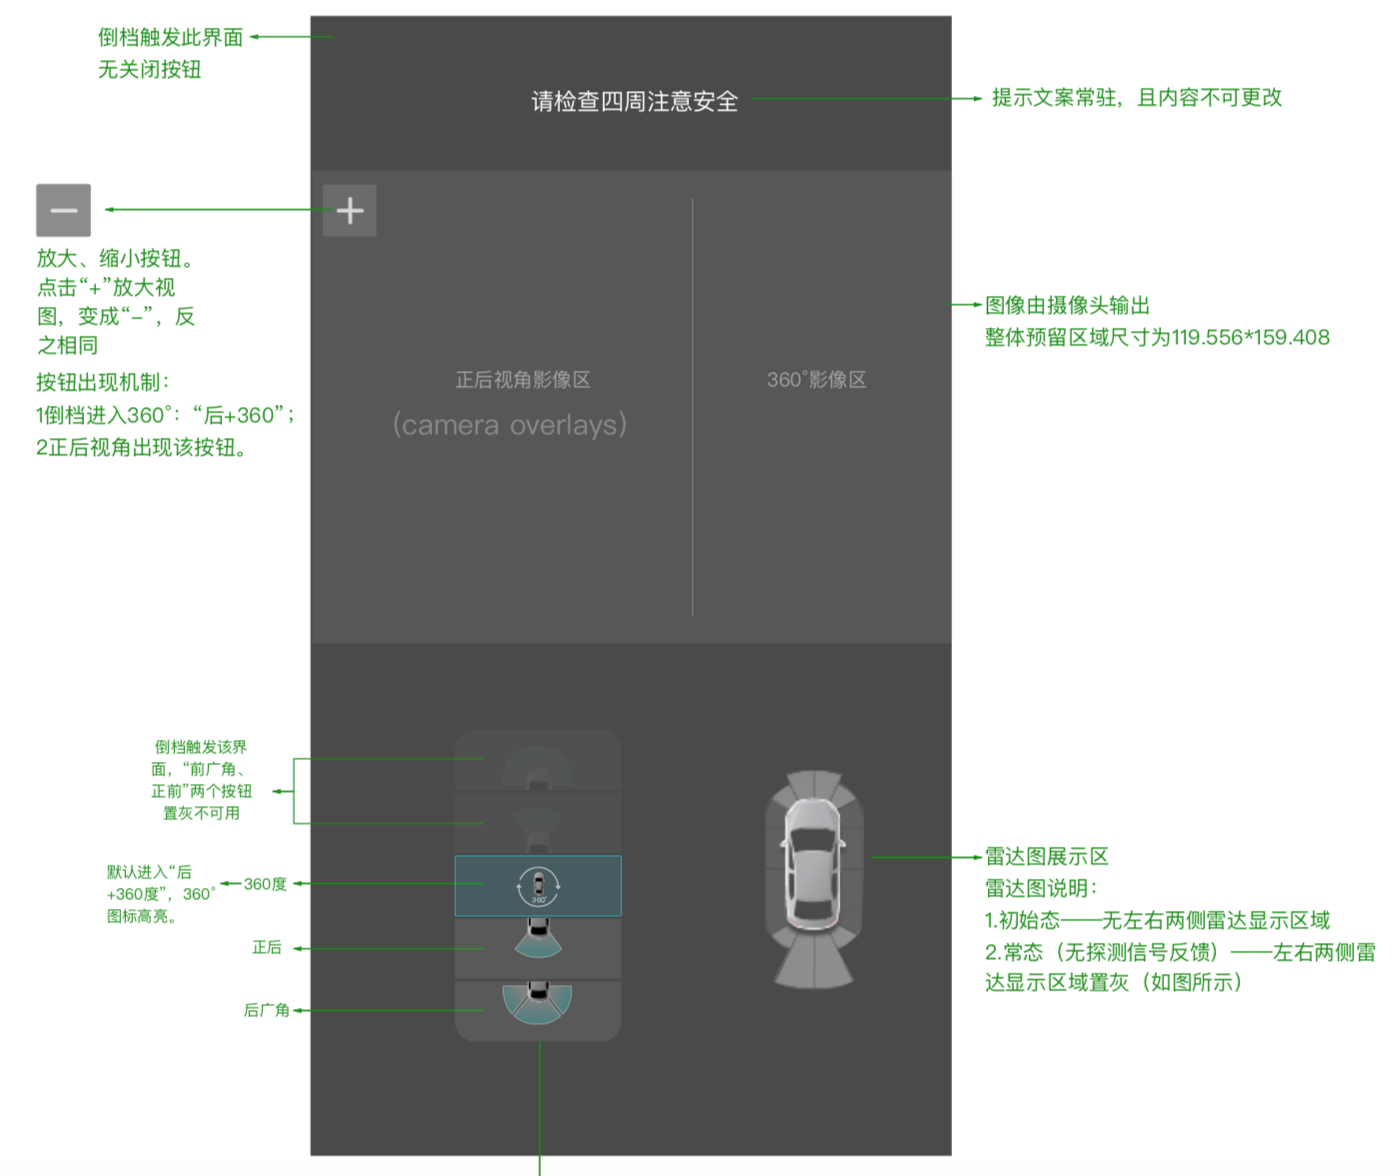 倒档触发此界面
无关闭按钮
请检查四周注意安全
提示文案常驻，且内容不可更改
放大、缩小按钮。
点击“+”放大视
图，变成“-”，反
之相同
按钮出现机制：
1倒档进入360°：“后+360”；
2正后视角出现该按钮。
正后视角影像区
(camera overlays)
360°影像区
图像由摄像头输出
整体预留区域尺寸为119.556*159.408
倒档触发该界
面，“前广角、
正前”两个按钮
置灰不可用
默认进入“后
+360度”，360°
图标高亮。
360度
360°
正后
后广角
雷达图展示区
雷达图说明：
1.初始态——无左右两侧雷达显示区域
2.常态（无探测信号反馈）——左右两侧雷
达显示区域置灰（如图所示）